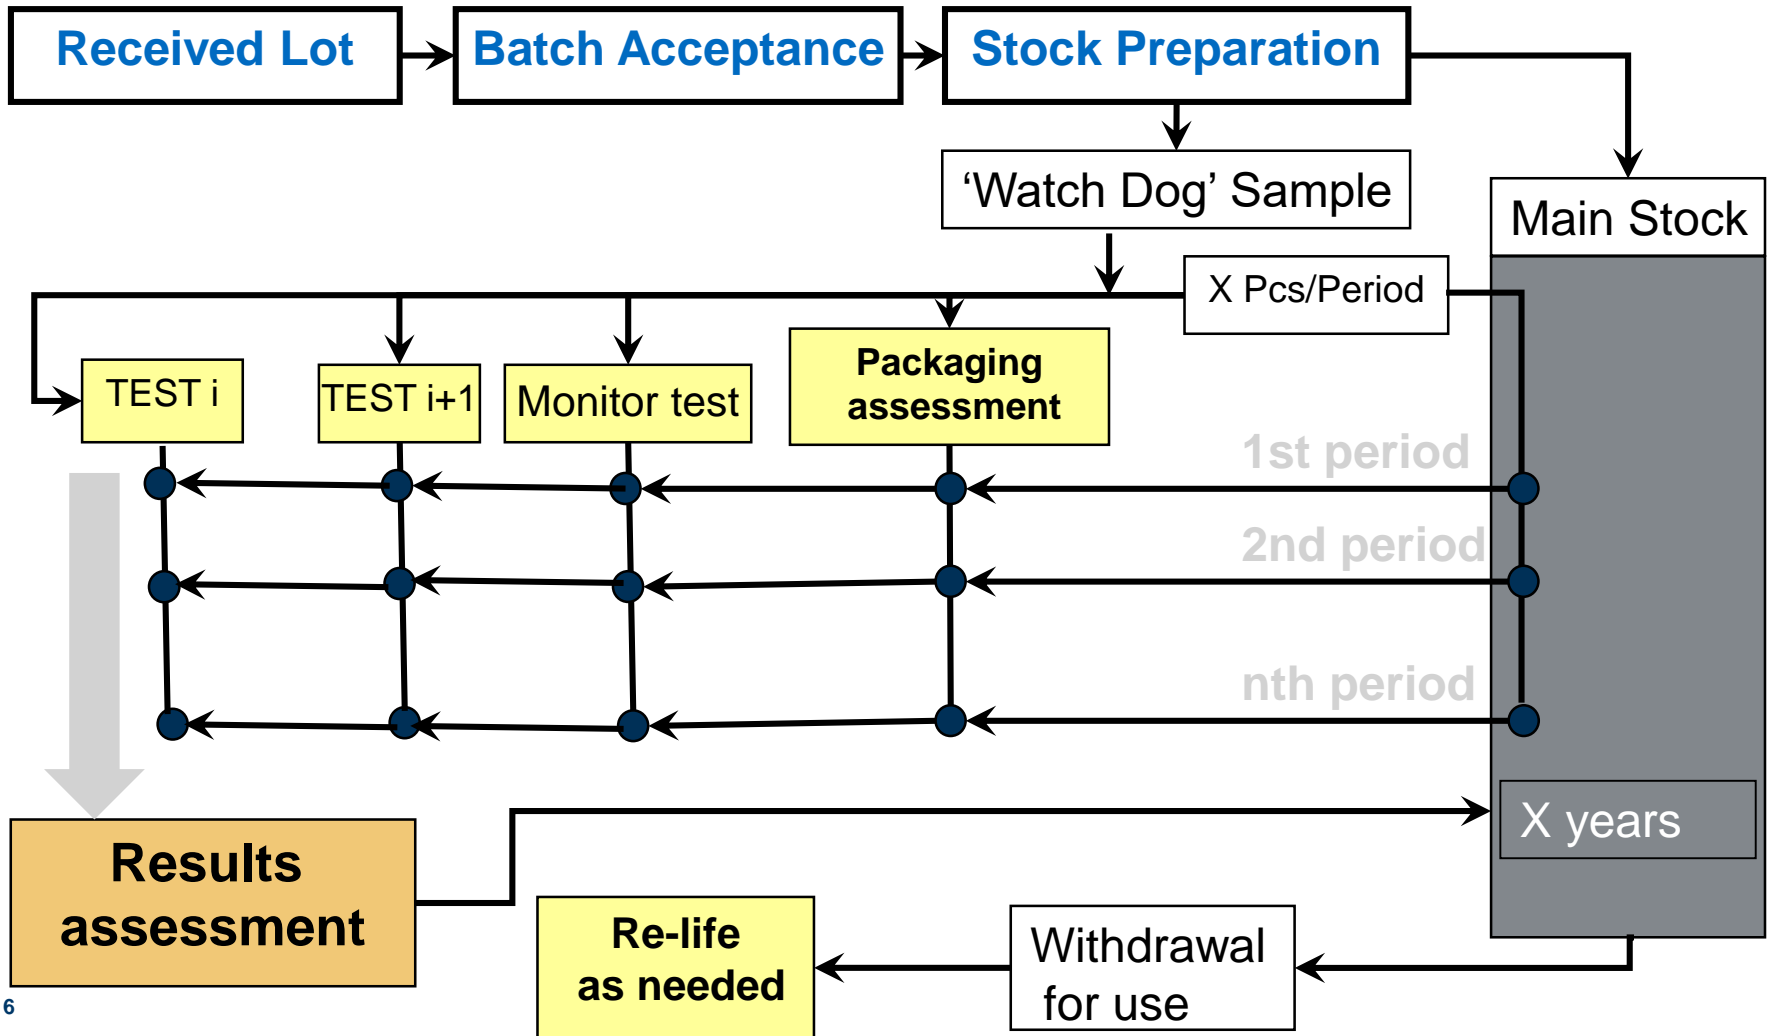 Received Lot
Batch Acceptance
Stock Preparation
‘Watch Dog’ Sample
Main Stock
X Pcs/Period
TEST i
TEST i+1
Monitor test
Packaging
assessment
1st period
2nd period
nth period
X years
Results
assessment
Re-life
as needed
Withdrawal
for use
6